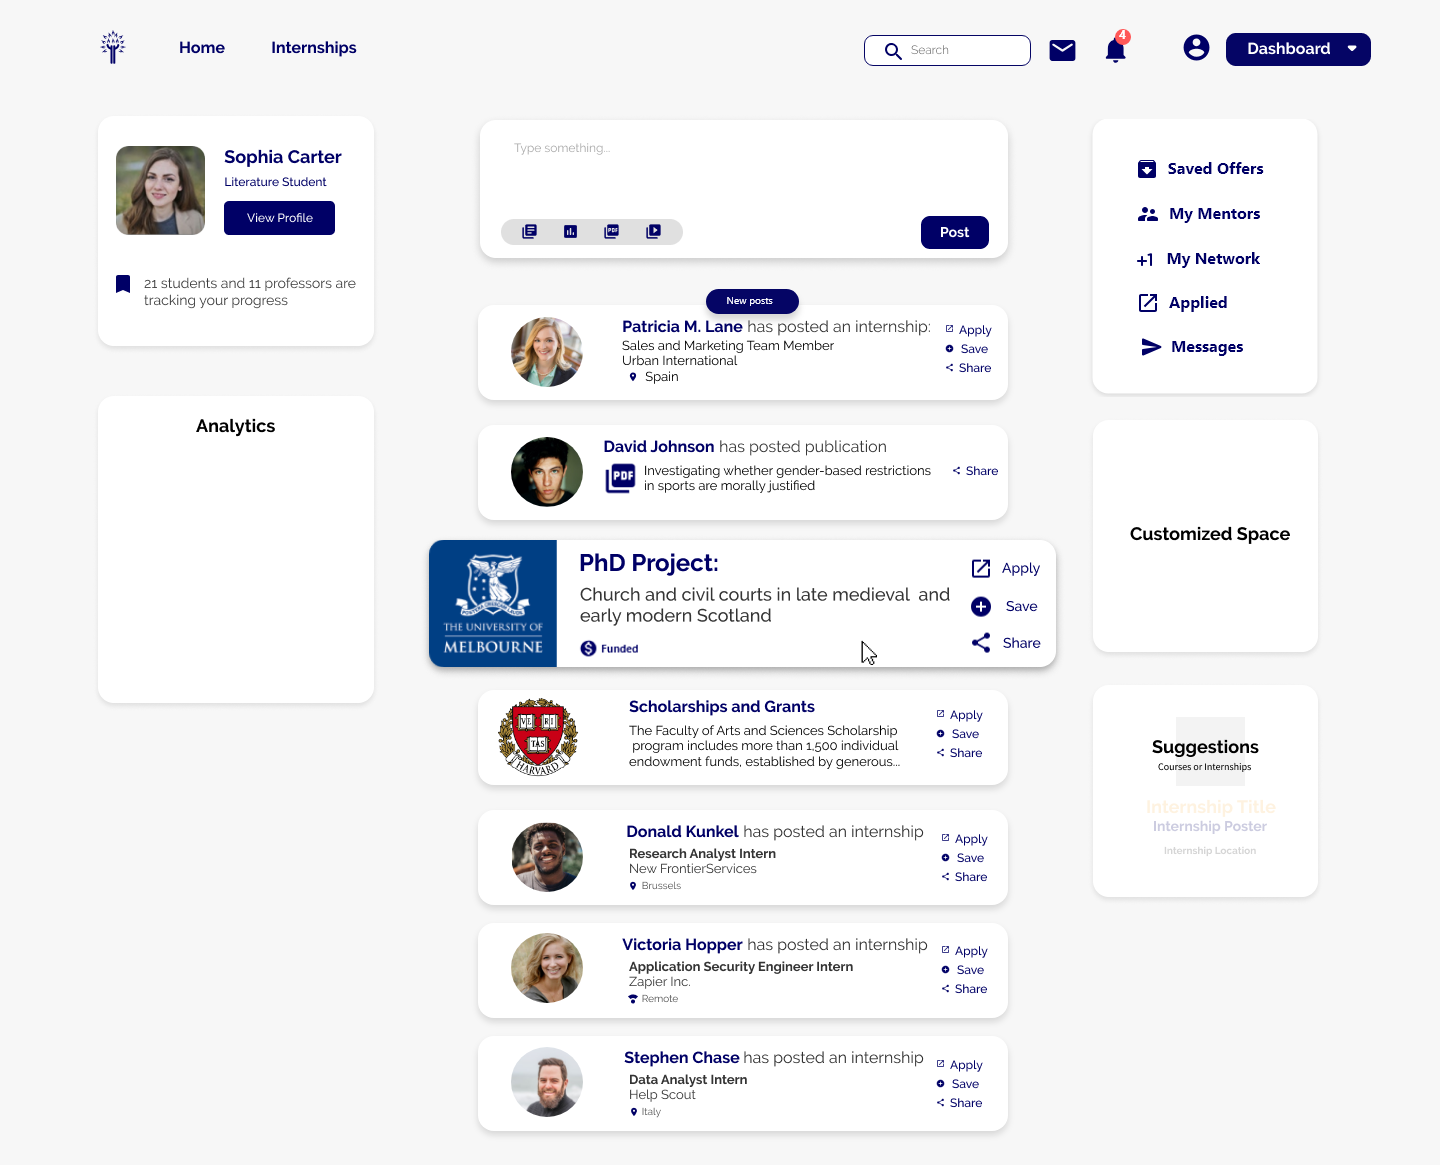 Home
Internships
Search
4
Dashboard
Sophia Carter
Literature Student
View Profile
21 students and 11 professors are
tracking your progress
Analytics
Type something...
PDF
Post
New posts
Patricia M. Lane has posted an internship:
Sales and Marketing Team Member
Urban International
Spain
Apply
Save
Share
David Johnson has posted publication
PDF
Investigating whether gender-based restrictions
in sports are morally justified
Share
THE UNIVERSITY OF
MELBOURNE
PhD Project:
Church and civil courts in late medieval and
early modern Scotland
Funded
Apply
Save
Share
VE RI
TAS
HARVARD
Scholarships and Grants
The Faculty of Arts and Sciences Scholarship
program includes more than 1,500 individual
endowment funds, established by generous...
Apply
Save
Share
Donald Kunkel has posted an internship
Research Analyst Intern
New FrontierServices
Brussels
Apply
Save
Share
Victoria Hopper has posted an internship
Application Security Engineer Intern
Zapier Inc.
Remote
Apply
Save
Share
Stephen Chase has posted an internship
Data Analyst Intern
Help Scout
Italy
Apply
Save
Share
Saved Offers
My Mentors
+1 My Network
Applied
Messages
Customized Space
Suggestions
Courses or Internships
Internship Title
Internship Poster
Internship Location